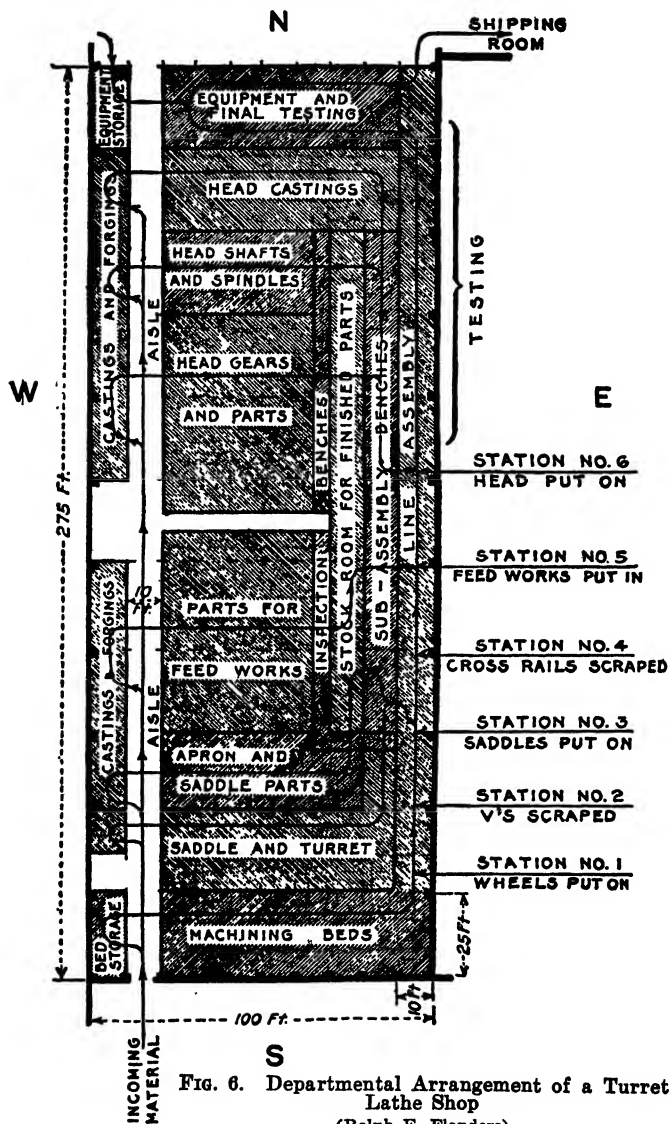 N
SHIPPING
ROOM
EQUIPMENT
STORAGE
EQUIPMENT AND
FINAL TESTING
CASTINGS AND FORGINGS
HEAD CASTINGS
HEAD SHAFTS
AND SPINDLES
AISLE
HEAD GEARS
AND PARTS
BENCHES
STOCK ROOM FOR FINISHED PARTS
SUB-ASSEMBLY BENCHES
LINE ASSEMBLY
TESTING
W
E
275 Ft.
STATION NO. 6
HEAD PUT ON
STATION NO. 5
FEED WORKS PUT IN
STATION NO. 4
CROSS RAILS SCRAPED
STATION NO. 3
SADDLES PUT ON
STATION NO. 2
V'S SCRAPED
STATION NO. 1
WHEELS PUT ON
CASTINGS FORGINGS
10
Ft.
AISLE
PARTS FOR
FEED WORKS
INSPECTION
APRON AND
SADDLE PARTS
SADDLE AND TURRET
BED
STORAGE
MACHINING BEDS
25 Ft.
10 Ft.
100 Ft.
INCOMING
MATERIAL
S
FIG. 6. Departmental Arrangement of a Turret
Lathe Shop
(Ralph E. Flanders)